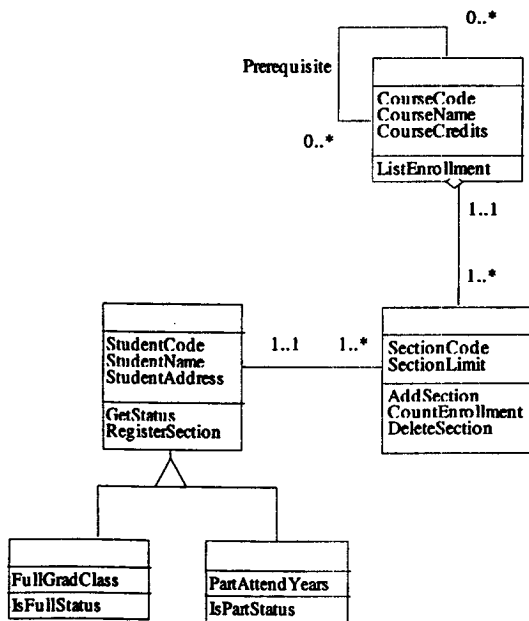 0..*
Prerequisite
CourseCode
CourseName
CourseCredits
0..*
ListEnrollment
1..1
1..*
StudentCode
StudentName
StudentAddress
1..1
1..*
SectionCode
SectionLimit
GetStatus
RegisterSection
AddSection
CountEnrollment
DeleteSection
FullGradClass
IsFullStatus
PartAttendYears
IsPartStatus